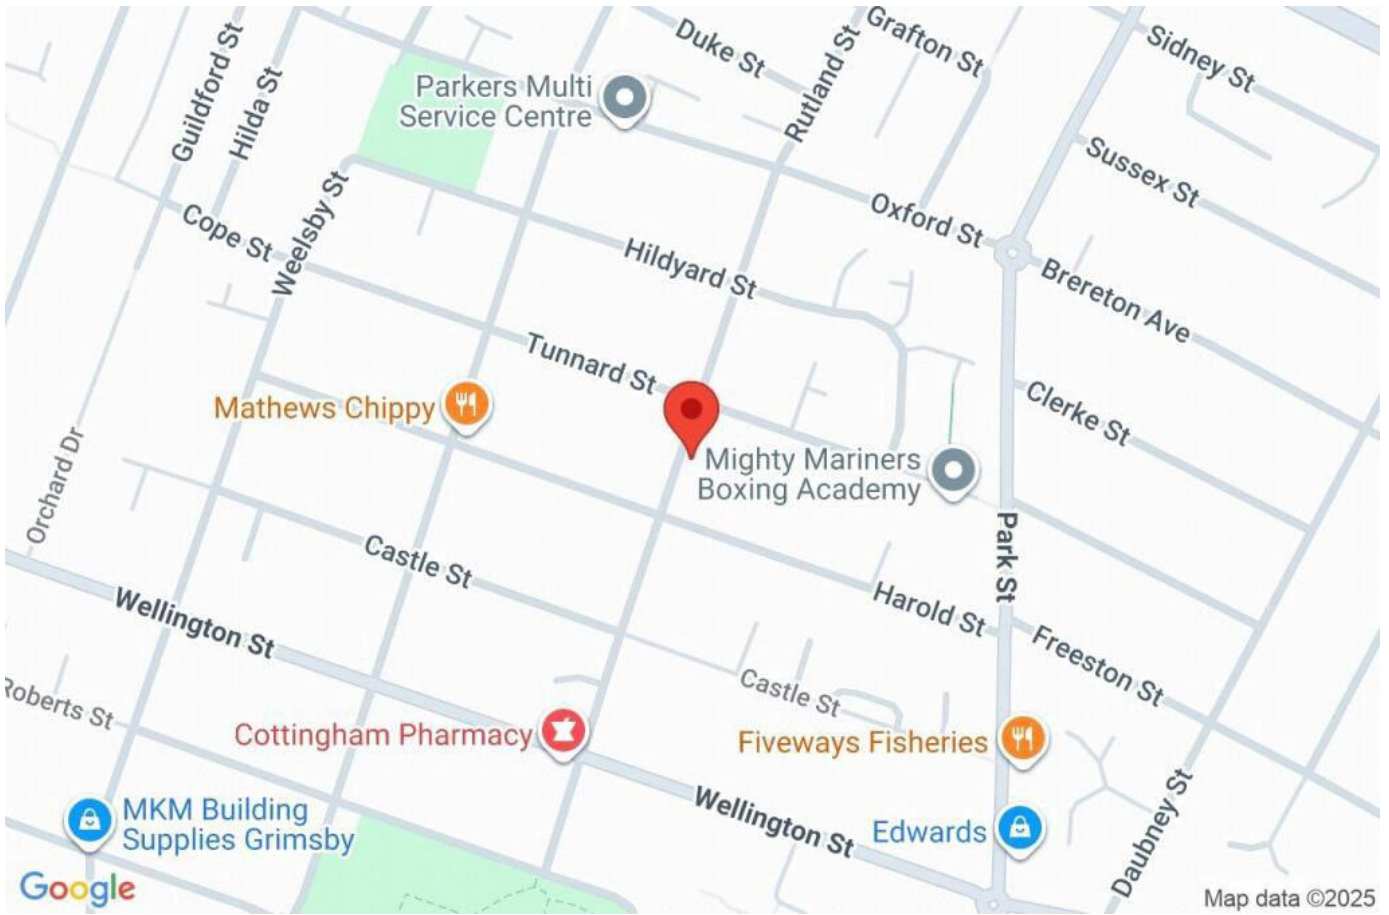 Grafton St
Duke St
Sidney St
Rutland St
Guildford St
Hilda St
Parkers Multi
Service Centre
Sussex St
Weelsby St
Cope St
Oxford St
Hildyard St
Brereton Ave
Tunnard St
Mathews Chippy
Clerke St
Mighty Mariners
Boxing Academy
Orchard Dr
Park St
Castle St
Harold St
Wellington St
Freeston St
Roberts St
Castle St
Cottingham Pharmacy
Fiveways Fisheries
MKM Building
Supplies Grimsby
Wellington St
Edwards
Daubney St
Google
Map data ©2025